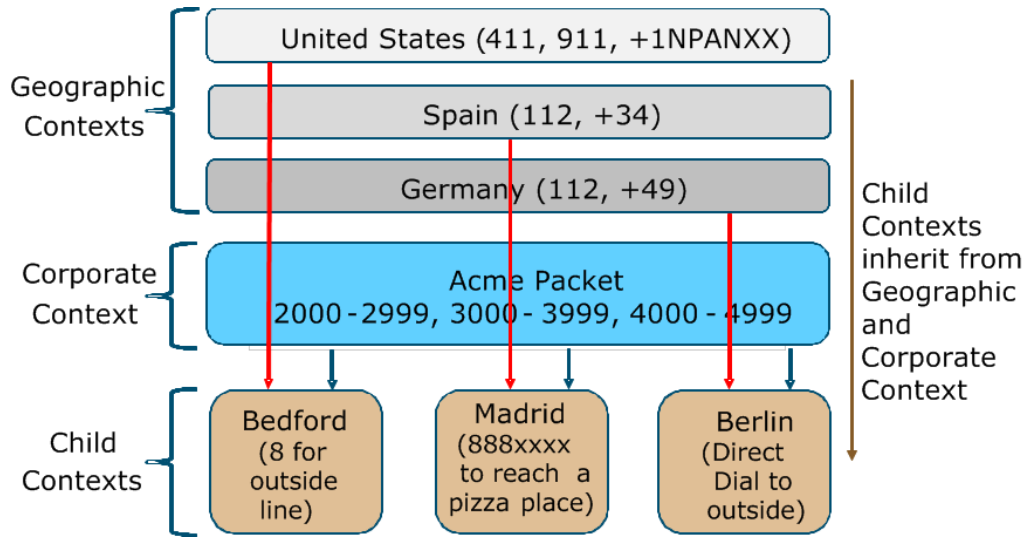 United States (411, 911, +1NPANXX)
Geographic
Contexts
Spain (112, +34)
Germany (112, +49)
Child
Contexts
inherit from
Geographic
and
Corporate
Context
Corporate
Context
Acme Packet
2000-2999, 3000-3999, 4000-4999
Child
Contexts
Bedford
(8 for
outside
line)
Madrid
(888xxxx
to reach a
pizza place)
Berlin
(Direct
Dial to
outside)